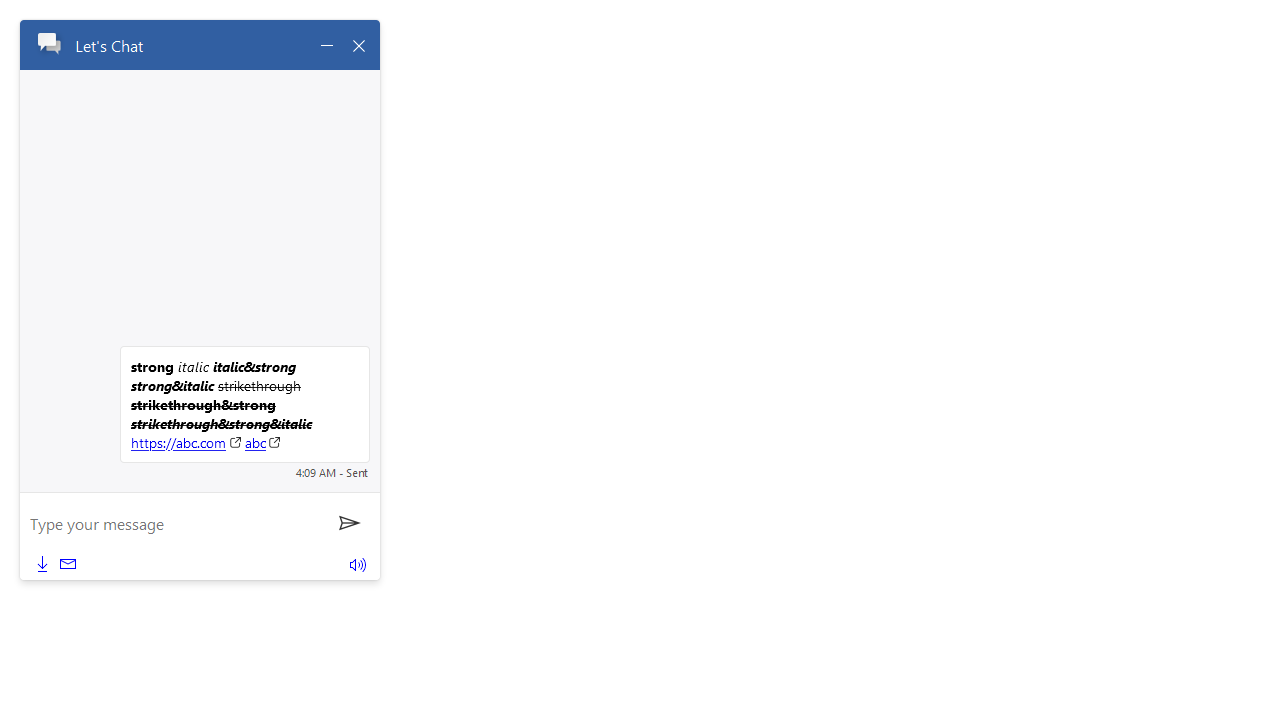 Let's Chat
strong italic italic&strong
strong&italic strikethrough
strikethrough&strong
strikethrough&strong&italic
https://abc.com abc
4:09 AM - Sent
Type your message